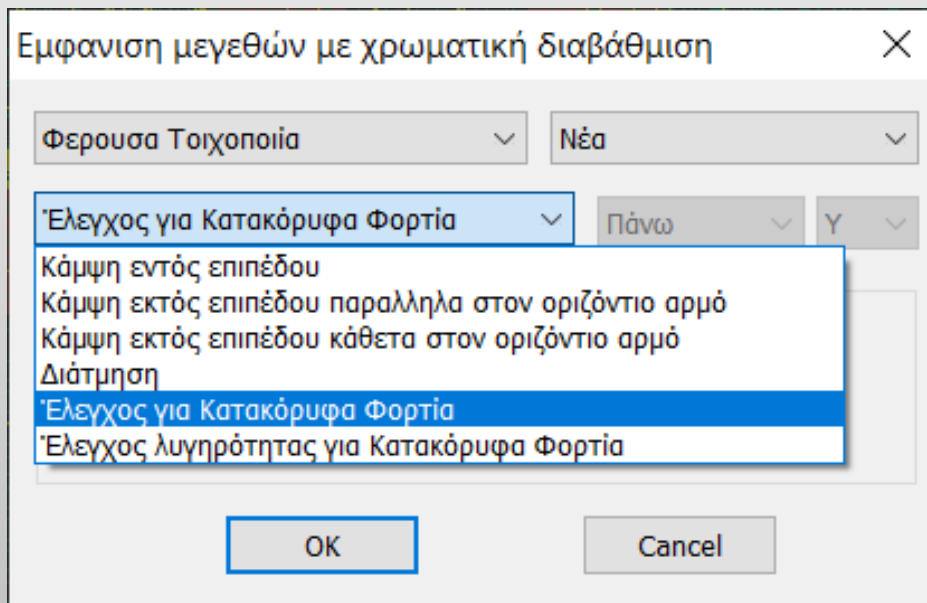 Εμφανιση μεγεθών με χρωματική διαβάθμιση
Φερουσα Τοιχοποιία
Νέα
Έλεγχος για Κατακόρυφα Φορτία
Πάνω
Y
Κάμψη εντός επιπέδου
Κάμψη εκτός επιπέδου παραλληλα στον οριζόντιο αρμό
Κάμψη εκτός επιπέδου κάθετα στον οριζόντιο αρμό
Διάτμηση
Έλεγχος για Κατακόρυφα Φορτία
Έλεγχος λυγηρότητας για Κατακόρυφα Φορτία
OK
Cancel